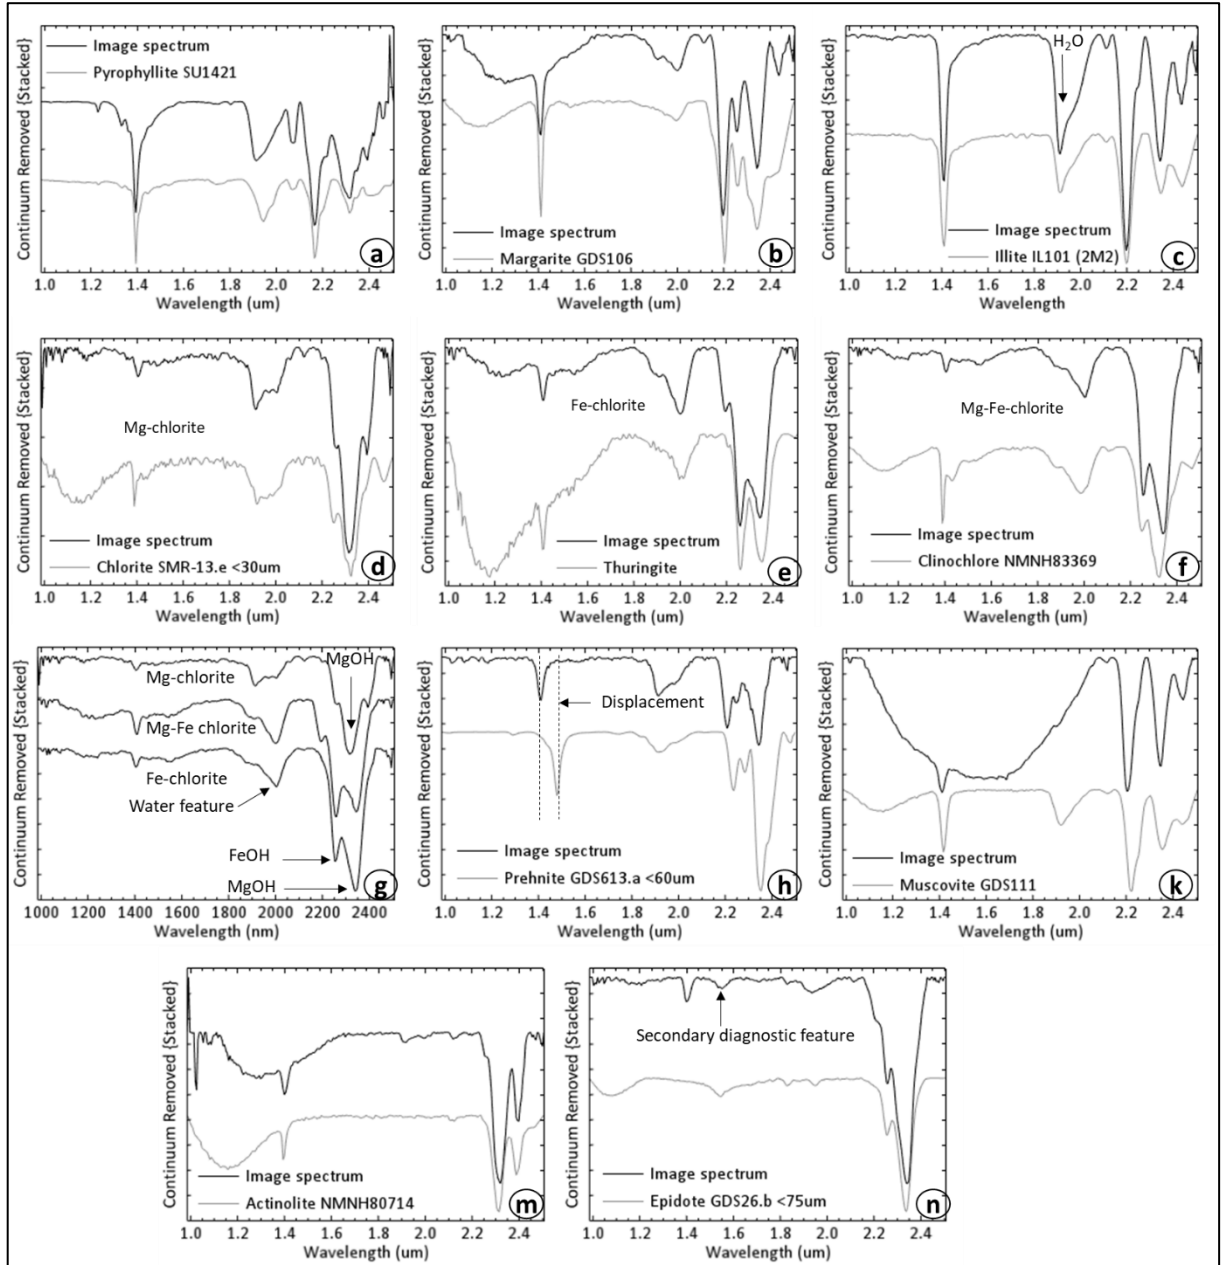 Continuum Removed {Stacked}
Image spectrum
Pyrophyllite SU1421
a
1.0 1.2 1.4 1.6 1.8 2.0 2.2 2.4
Wavelength (um)
Continuum Removed {Stacked}
Image spectrum
Margarite GDS106
b
1.0 1.2 1.4 1.6 1.8 2.0 2.2 2.4
Wavelength (um)
Continuum Removed {Stacked}
H2O
Image spectrum
Illite IL101 (2M2)
c
1.0 1.2 1.4 1.6 1.8 2.0 2.2 2.4
Wavelength
Continuum Removed {Stacked}
Mg-chlorite
Image spectrum
Chlorite SMR-13.e <30um
d
1.0 1.2 1.4 1.6 1.8 2.0 2.2 2.4
Wavelength (um)
Continuum Removed {Stacked}
Fe-chlorite
Image spectrum
Thuringite
e
1.0 1.2 1.4 1.6 1.8 2.0 2.2 2.4
Wavelength (um)
Continuum Removed {Stacked}
Mg-Fe-chlorite
Image spectrum
Clinochlore NMNH83369
f
1.0 1.2 1.4 1.6 1.8 2.0 2.2 2.4
Wavelength (um)
Continuum Removed {Stacked}
MgOH
Mg-chlorite
Mg-Fe chlorite
Fe-chlorite
Water feature
FeOH
MgOH
g
1000 1200 1400 1600 1800 2000 2200 2400
Wavelength (nm)
Continuum Removed {Stacked}
Displacement
Image spectrum
Prehnite GDS613.a <60um
h
1.0 1.2 1.4 1.6 1.8 2.0 2.2 2.4
Wavelength (um)
Continuum Removed {Stacked}
Image spectrum
Muscovite GDS111
k
1.0 1.2 1.4 1.6 1.8 2.0 2.2 2.4
Wavelength (um)
Continuum Removed {Stacked}
Image spectrum
Actinolite NMNH80714
m
1.0 1.2 1.4 1.6 1.8 2.0 2.2 2.4
Wavelength (um)
Continuum Removed {Stacked}
Secondary diagnostic feature
Image spectrum
Epidote GDS26.b <75um
n
1.0 1.2 1.4 1.6 1.8 2.0 2.2 2.4
Wavelength (um)